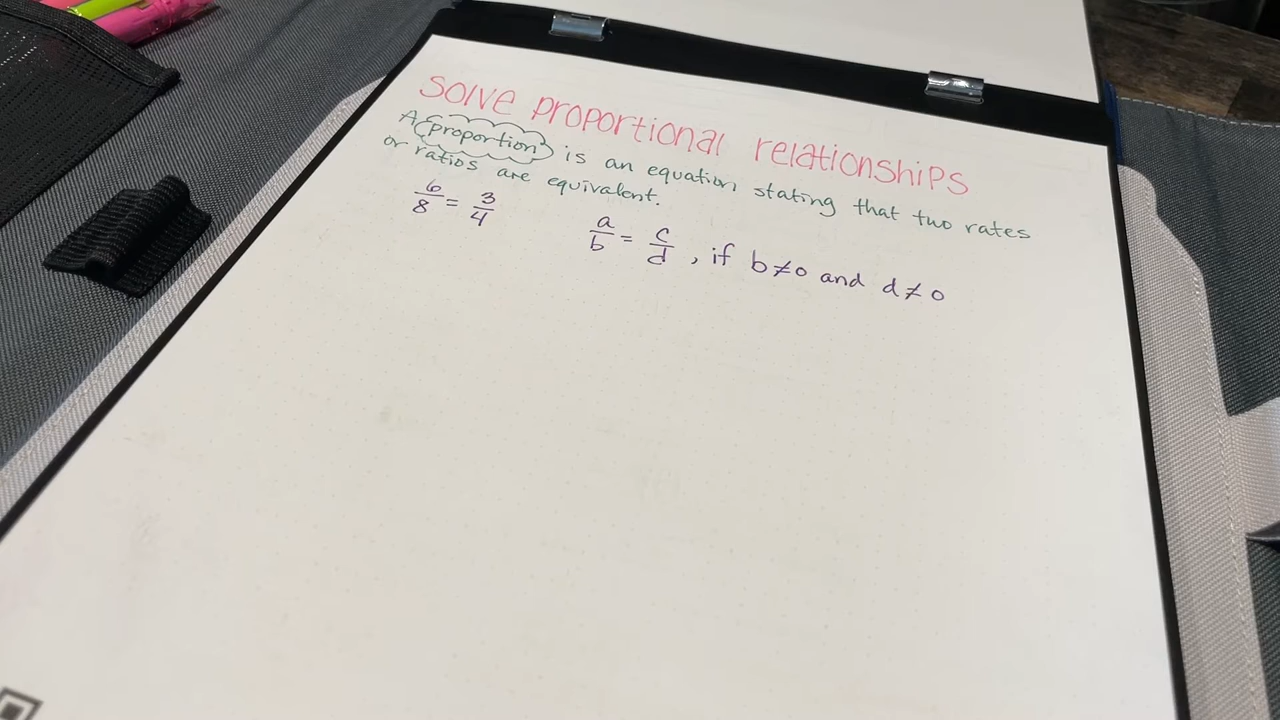 Solve proportional relationships
A proportion is an equation stating that two rates
or ratios are equivalent.
6/8 = 3/4
a/b = c/d , if b≠0 and d≠0